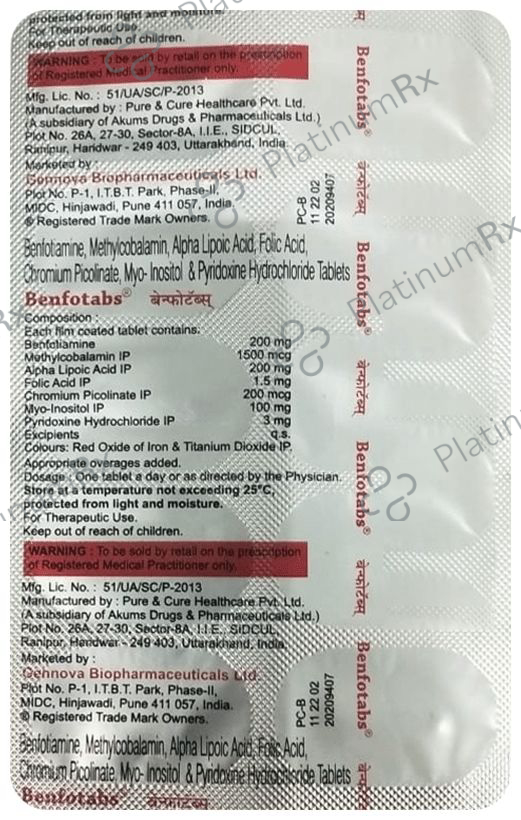 protected from light and moisture.
For Therapeutic Use.
Keep out of reach of children.
WARNING : To be sold by retail on the prescription
of Registered Medical Practitioner only.
Mfg. Lic. No. : 51/UA/SC/P-2013
Manufactured by : Pure & Cure Healthcare Pvt. Ltd.
(A subsidiary of Akums Drugs & Pharmaceuticals Ltd.)
Plot No. 26A, 27-30, Sector-8A, I.I.E., SIDCUL,
Ranipur, Haridwar - 249 403, Uttarakhand, India.
Marketed by :
Gennova Biopharmaceuticals Ltd.
Plot No. P-1, I.T.B.T. Park, Phase-II,
MIDC, Hinjawadi, Pune 411 057, India.
® Registered Trade Mark Owners.
PC-B
11 22 02
20209407
Benfotiamine, Methylcobalamin, Alpha Lipoic Acid, Folic Acid,
Chromium Picolinate, Myo- Inositol & Pyridoxine Hydrochloride Tablets
Benfotabs® बेन्फोटॅब्स्
Composition :
Each film coated tablet contains:
Benfotiamine 200 mg
Methylcobalamin IP 1500 mcg
Alpha Lipoic Acid IP 200 mg
Folic Acid IP 1.5 mg
Chromium Picolinate IP 200 mcg
Myo-Inositol IP 100 mg
Pyridoxine Hydrochloride IP 3 mg
Excipients q.s.
Colours: Red Oxide of Iron & Titanium Dioxide IP.
Appropriate overages added.
Dosage : One tablet a day or as directed by the Physician.
Store at a temperature not exceeding 25°C,
protected from light and moisture.
For Therapeutic Use.
Keep out of reach of children.
WARNING : To be sold by retail on the prescription
of Registered Medical Practitioner only.
Mfg. Lic. No. : 51/UA/SC/P-2013
Manufactured by : Pure & Cure Healthcare Pvt. Ltd.
(A subsidiary of Akums Drugs & Pharmaceuticals Ltd.)
Plot No. 26A, 27-30, Sector-8A, I.I.E., SIDCUL,
Ranipur, Haridwar - 249 403, Uttarakhand, India.
Marketed by :
Gennova Biopharmaceuticals Ltd.
Plot No. P-1, I.T.B.T. Park, Phase-II,
MIDC, Hinjawadi, Pune 411 057, India.
® Registered Trade Mark Owners.
PC-B
11 22 02
20209407
Benfotiamine, Methylcobalamin, Alpha Lipoic Acid, Folic Acid,
Chromium Picolinate, Myo- Inositol & Pyridoxine Hydrochloride Tablets
Benfotabs® बेन्फोटॅब्स्
Benfotabs®
बेन्फोटॅब्स्
Benfotabs®
बेन्फोटॅब्स्
Benfotabs®
बेन्फोटॅब्स्
Benfotabs®
PlatinumRx
PlatinumRx